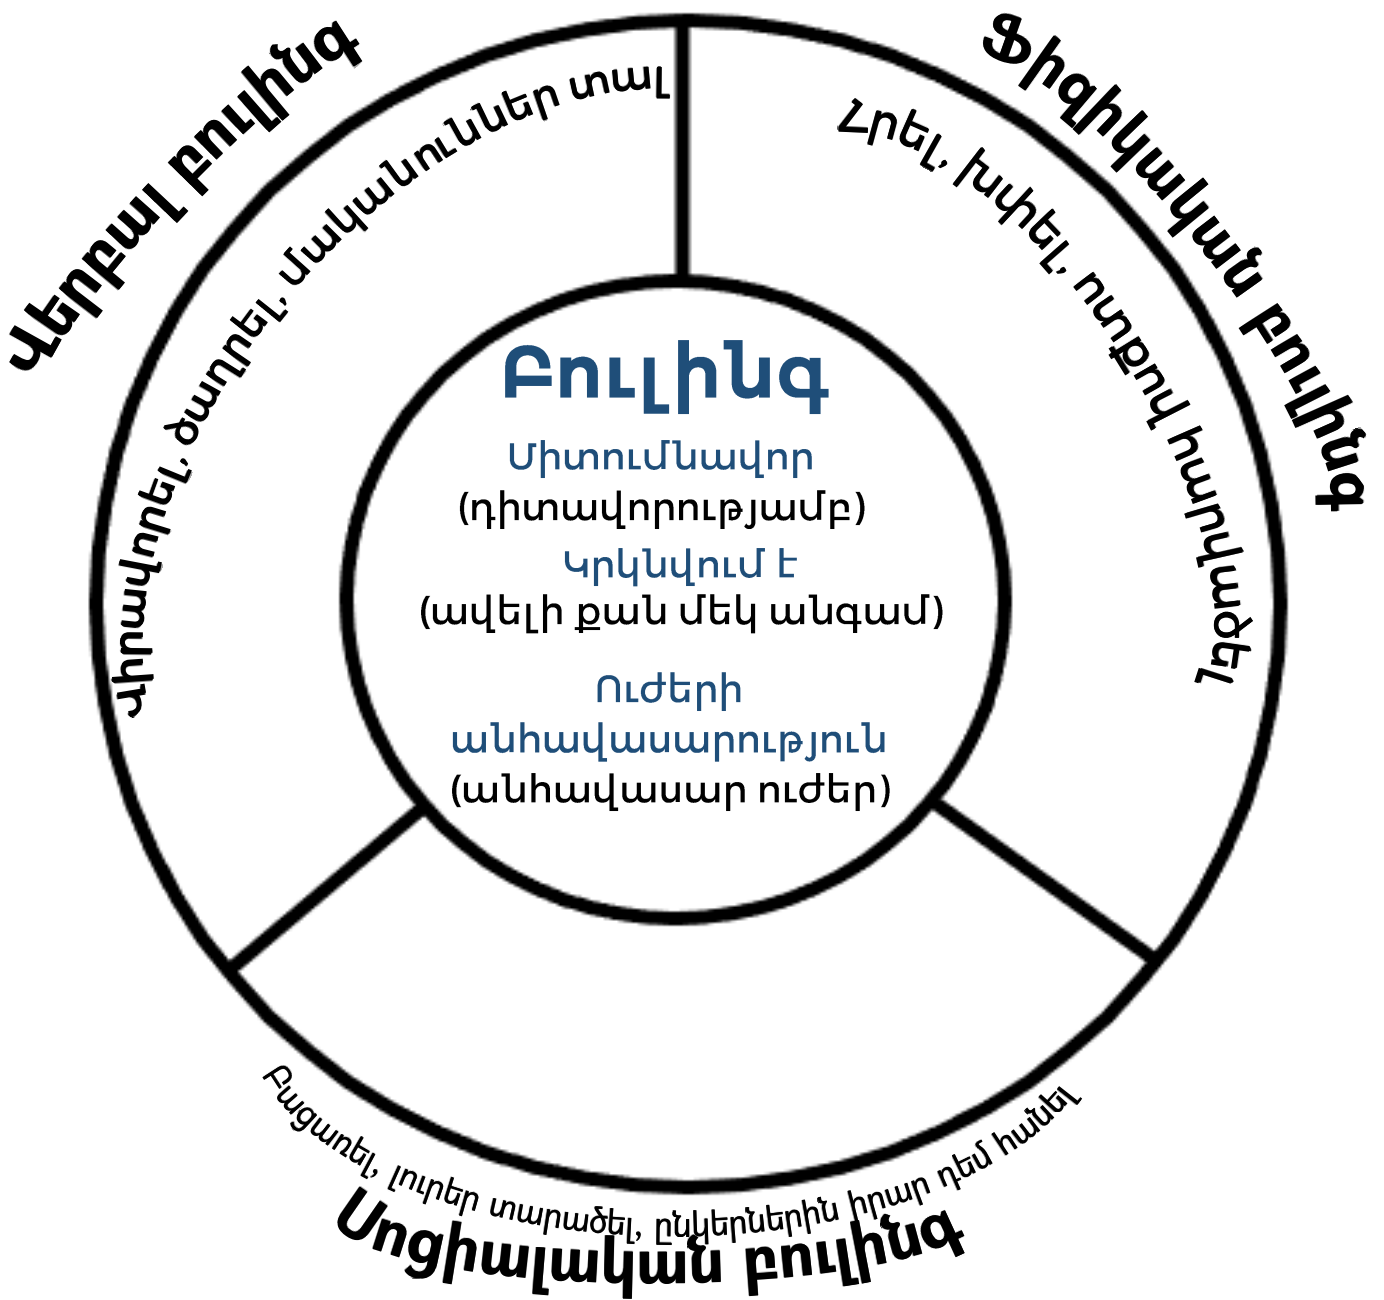 Վերբալ բուլինգ
Վիրավորել, ծաղրել, մականուններ տալ
Ֆիզիկական բուլինգ
Հրել, խփել, ոտքով հարվածել
Բուլինգ
Միտումնավոր
(դիտավորությամբ)
Կրկնվում է
(ավելի քան մեկ անգամ)
Ուժերի
անհավասարություն
(անհավասար ուժեր)
Բացառել, լուրեր տարածել, ընկերներին իրար դեմ հանել
Սոցիալական բուլինգ